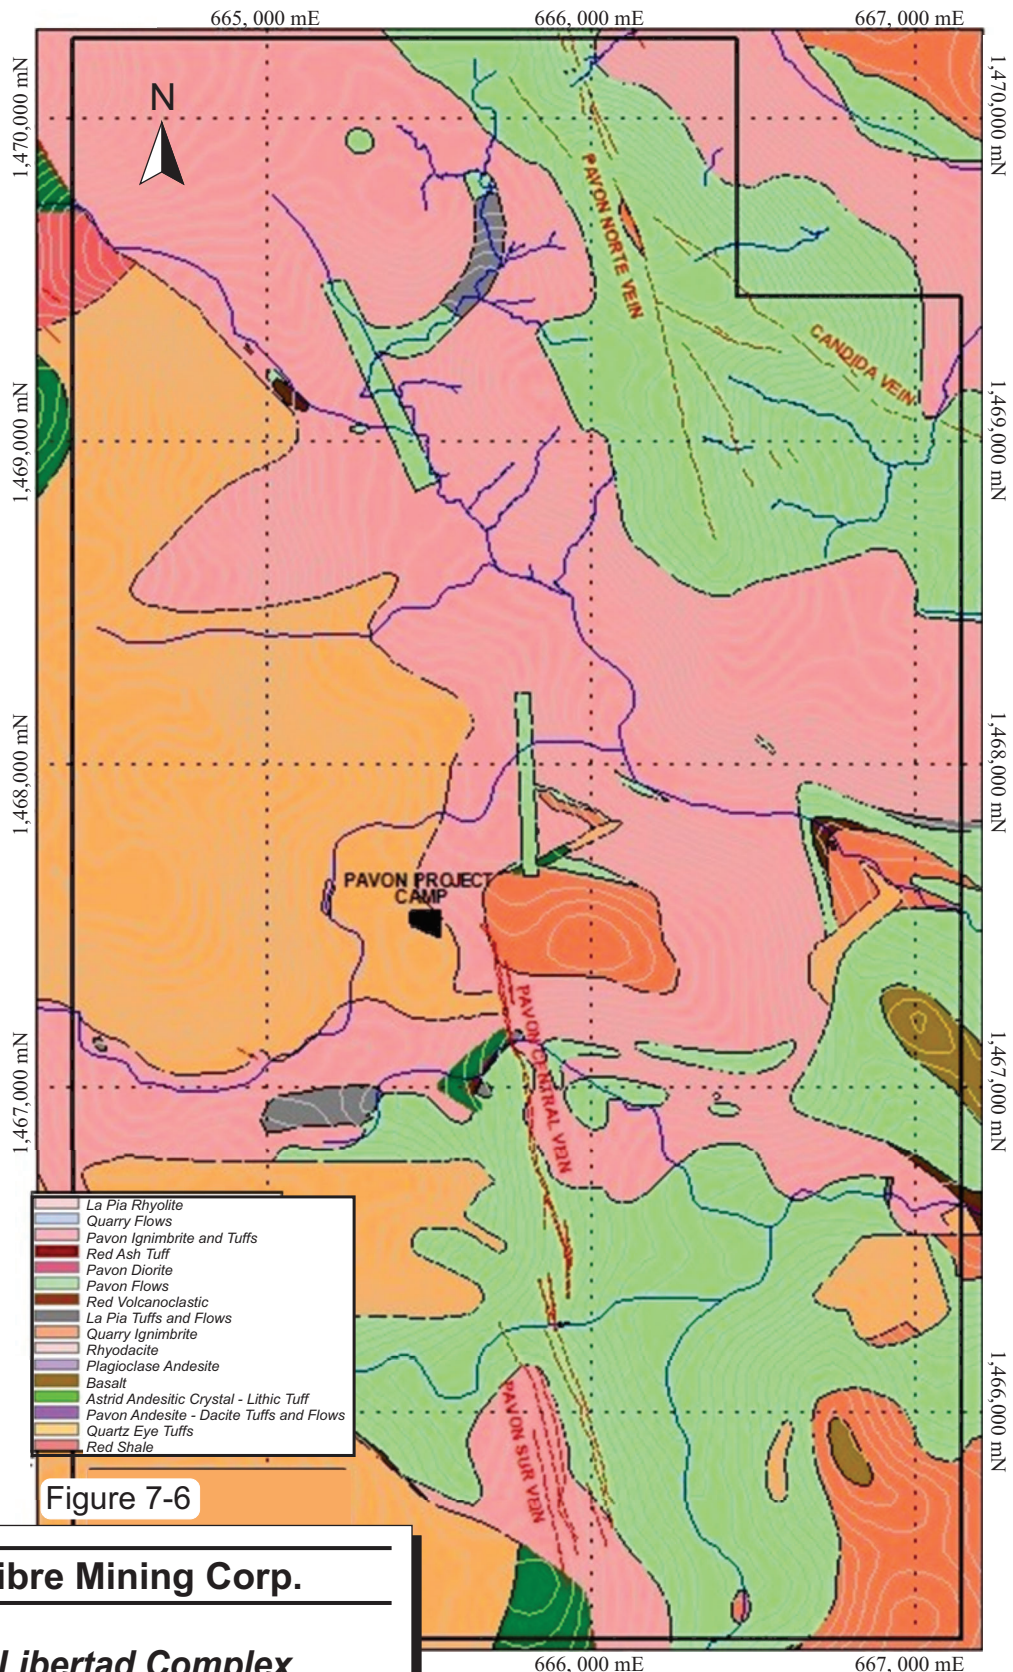 665, 000 mE
666, 000 mE
667, 000 mE
1,470,000 mN
1,470,000 mN
N
PAVON NORTE VEIN
CANDIDA VEIN
1,469,000 mN
1,469,000 mN
1,468,000 mN
1,468,000 mN
PAVON PROJECT
CAMP
PAVON CENTRAL VEIN
1,467,000 mN
1,467,000 mN
La Pia Rhyolite
Quarry Flows
Pavon Ignimbrite and Tuffs
Red Ash Tuff
Pavon Diorite
Pavon Flows
Red Volcanoclastic
La Pia Tuffs and Flows
Quarry Ignimbrite
Rhyodacite
Plagioclase Andesite
Basalt
Astrid Andesitic Crystal - Lithic Tuff
Pavon Andesite - Dacite Tuffs and Flows
Quartz Eye Tuffs
Red Shale
1,466,000 mN
PAVON SUR VEIN
Figure 7-6
ibre Mining Corp.
Libertad Complex
666, 000 mE
667, 000 mE